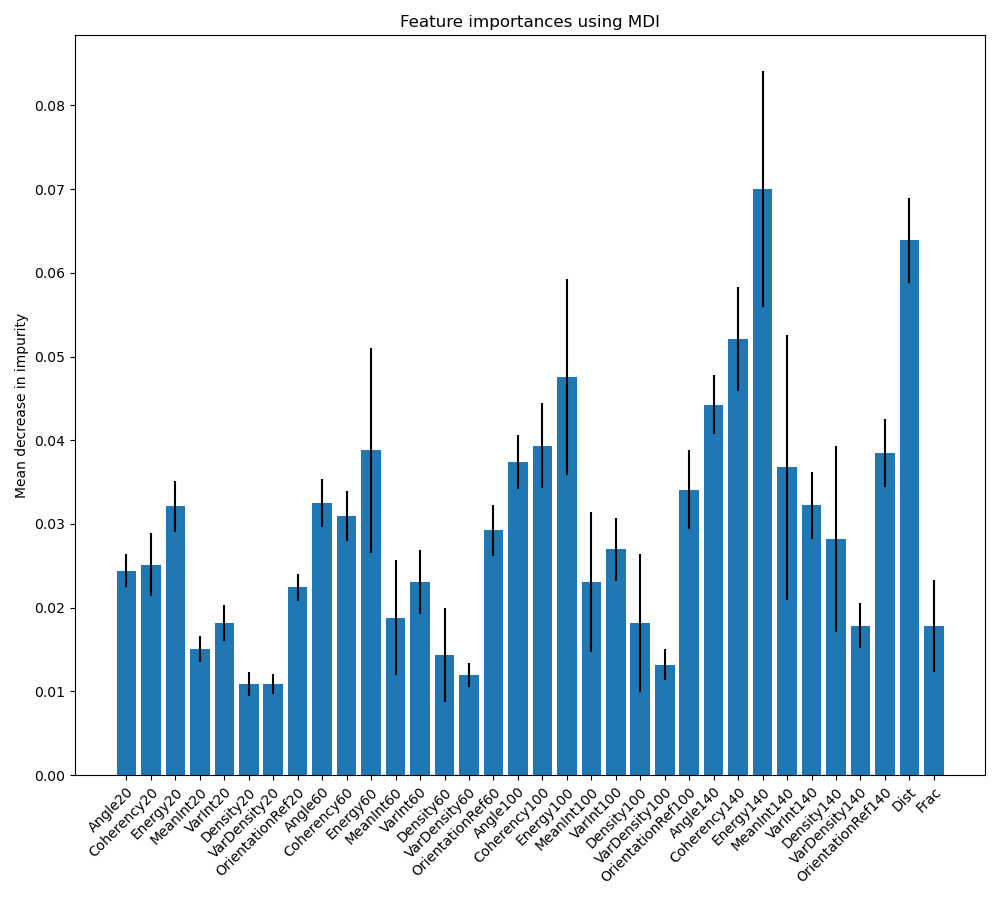 Feature importances using MDI
Mean decrease in impurity
0.08
0.07
0.06
0.05
0.04
0.03
0.02
0.01
0.00
Angle20
Coherency20
Energy20
MeanInt20
VarInt20
Density20
VarDensity20
OrientationRef20
Angle60
Coherency60
Energy60
MeanInt60
VarInt60
Density60
VarDensity60
OrientationRef60
Angle100
Coherency100
Energy100
MeanInt100
VarInt100
Density100
VarDensity100
OrientationRef100
Angle140
Coherency140
Energy140
MeanInt140
VarInt140
Density140
VarDensity140
OrientationRef140
Dist
Frac